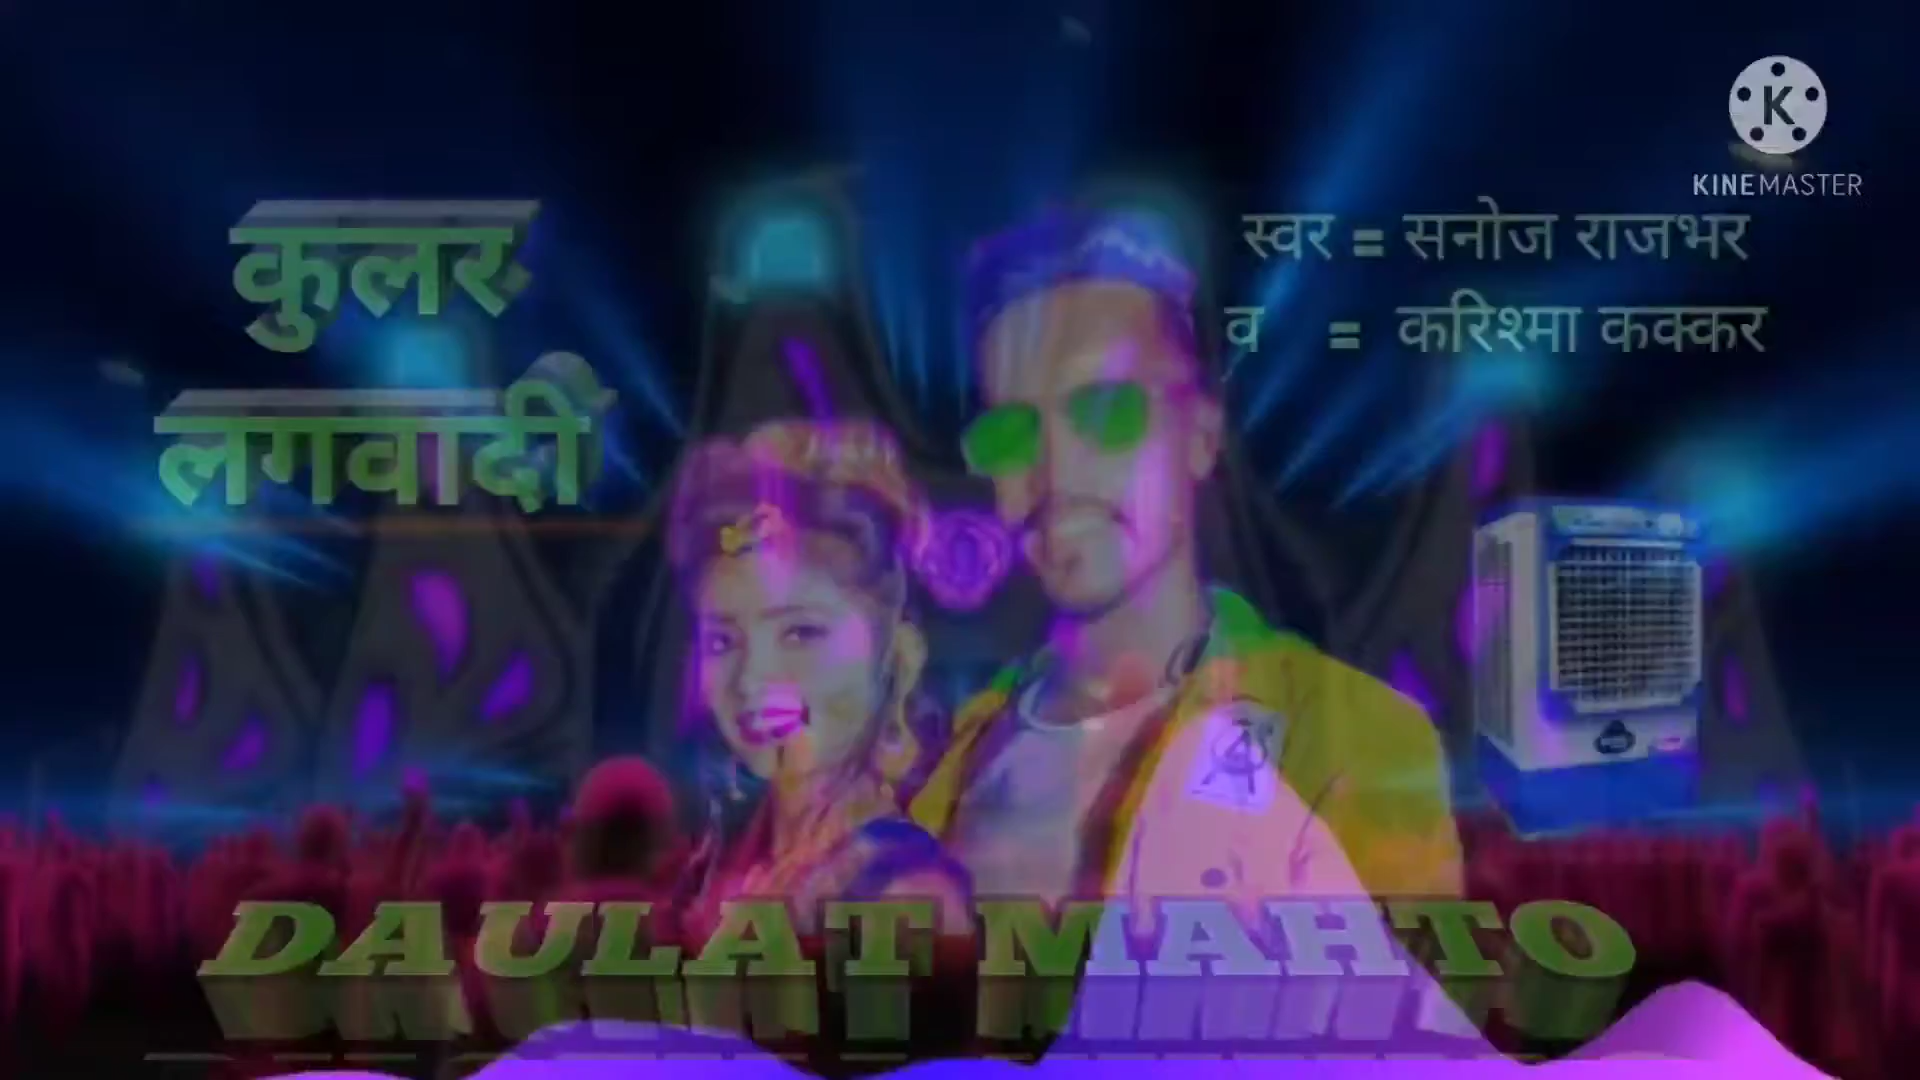 कुलर
लगवादी
स्वर = सनोज राजभर
व = करिश्मा कक्कर
K
KINEMASTER
DAULAT MAHTO